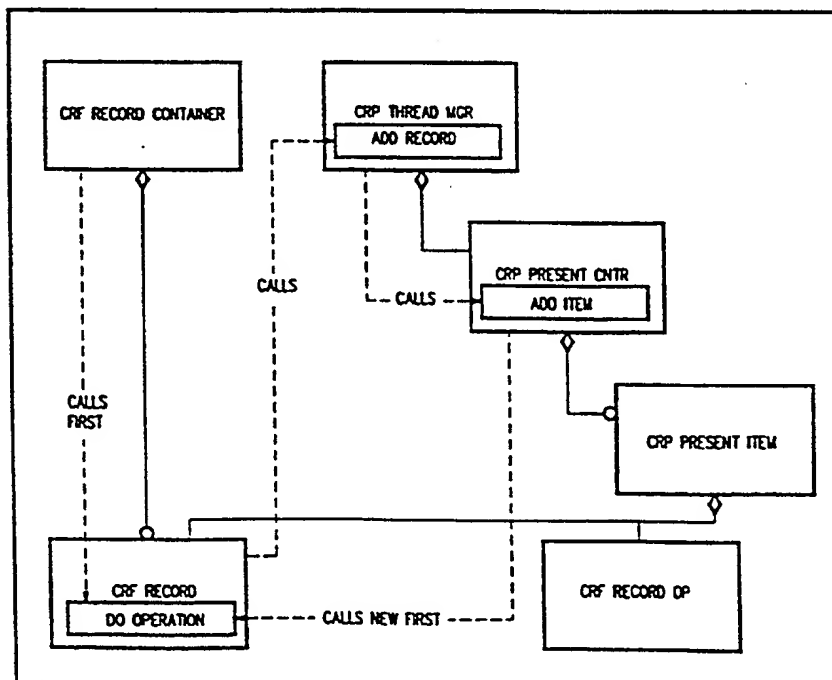 CRF RECORD CONTAINER
CRP THREAD MGR
ADD RECORD
CRP PRESENT CNTR
ADD ITEM
CALLS
CALLS
CALLS
FIRST
CRP PRESENT ITEM
CRF RECORD
DO OPERATION
CALLS NEW FIRST
CRF RECORD OP